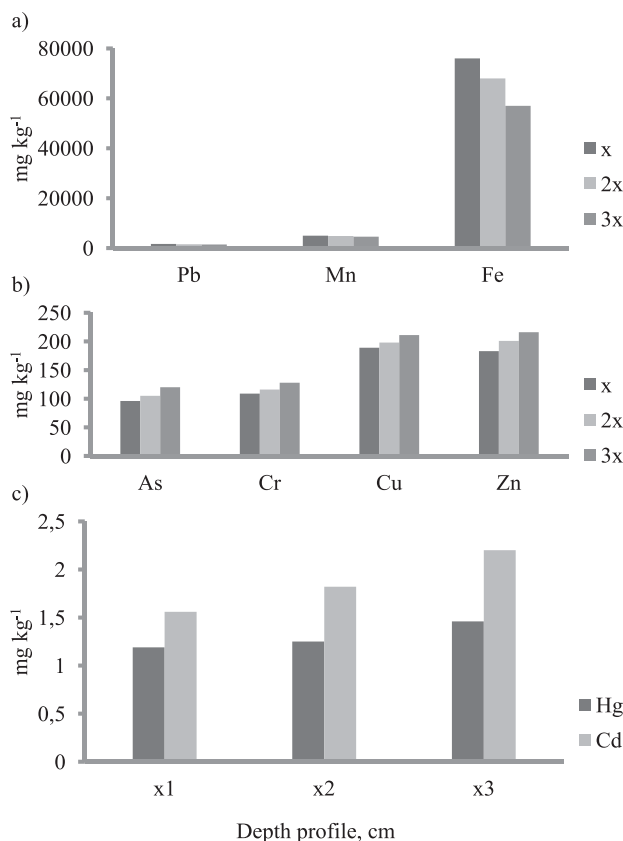 a)
80000
60000
40000
20000
0
mg kg-1
Pb Mn Fe
x
2x
3x
b)
250
200
150
100
50
0
mg kg-1
As Cr Cu Zn
x
2x
3x
c)
2,5
2
1,5
1
0,5
0
mg kg-1
x1 x2 x3
Hg
Cd
Depth profile, cm